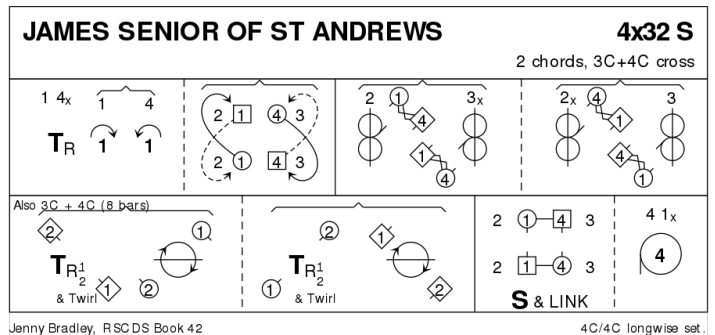 JAMES SENIOR OF ST ANDREWS 4x32 S
2 chords, 3C+4C cross
1 4x 1 4
TR 1 1
2 1 4 3
2 1 4 3
2 1 3x
4
1
4
2x 4 3
1
4
1
Also 3C + 4C (8 bars)
2 1
TR½
& Twirl 1 2
2 1
TR½
1 & Twirl 2
2 1 4 3
2 1 4 3
S & LINK
4 1x
4
Jenny Bradley, RSCDS Book 42 4C/4C longwise set.